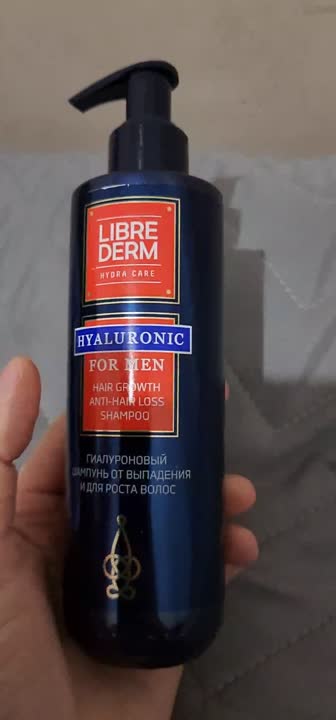 LIBRE
DERM
HYDRA CARE
HYALURONIC
FOR MEN
HAIR GROWTH
ANTI-HAIR LOSS
SHAMPOO
ГИАЛУРОНОВЫЙ
ШАМПУНЬ ОТ ВЫПАДЕНИЯ
И ДЛЯ РОСТА ВОЛОС